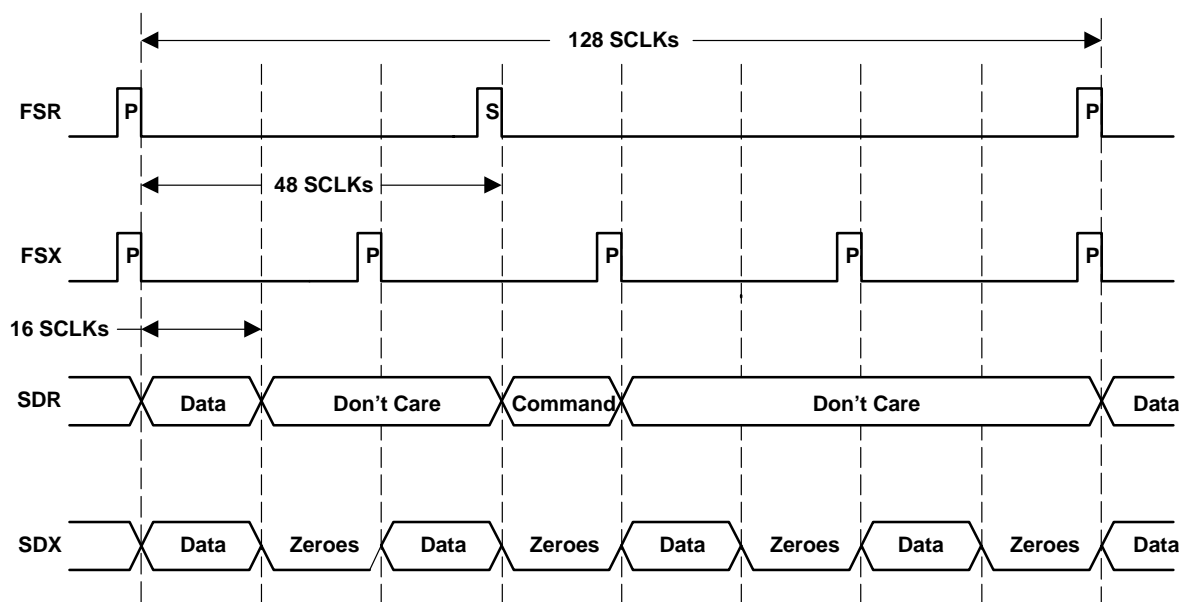 128 SCLKs
FSR P S P
48 SCLKs
FSX P P P P P
16 SCLKs
SDR Data Don't Care Command Don't Care Data
SDX Data Zeroes Data Zeroes Data Zeroes Data Zeroes Data